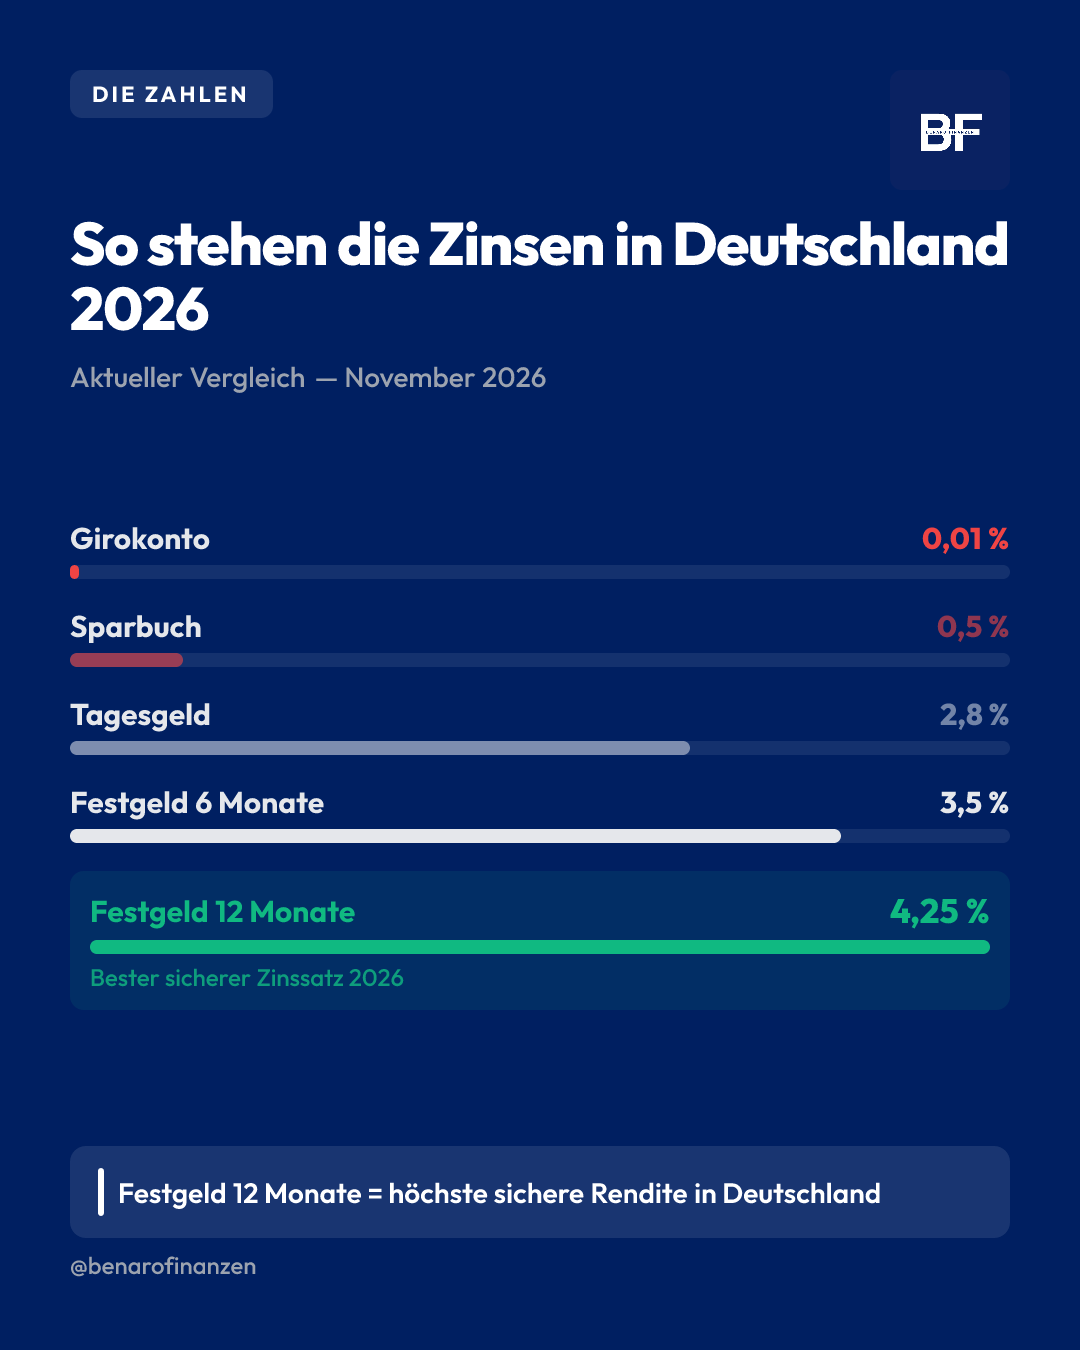 DIE ZAHLEN
BF
So stehen die Zinsen in Deutschland
2026
Aktueller Vergleich — November 2026
Girokonto 0,01 %
Sparbuch 0,5 %
Tagesgeld 2,8 %
Festgeld 6 Monate 3,5 %
Festgeld 12 Monate 4,25 %
Bester sicherer Zinssatz 2026
Festgeld 12 Monate = höchste sichere Rendite in Deutschland
@benarofinanzen